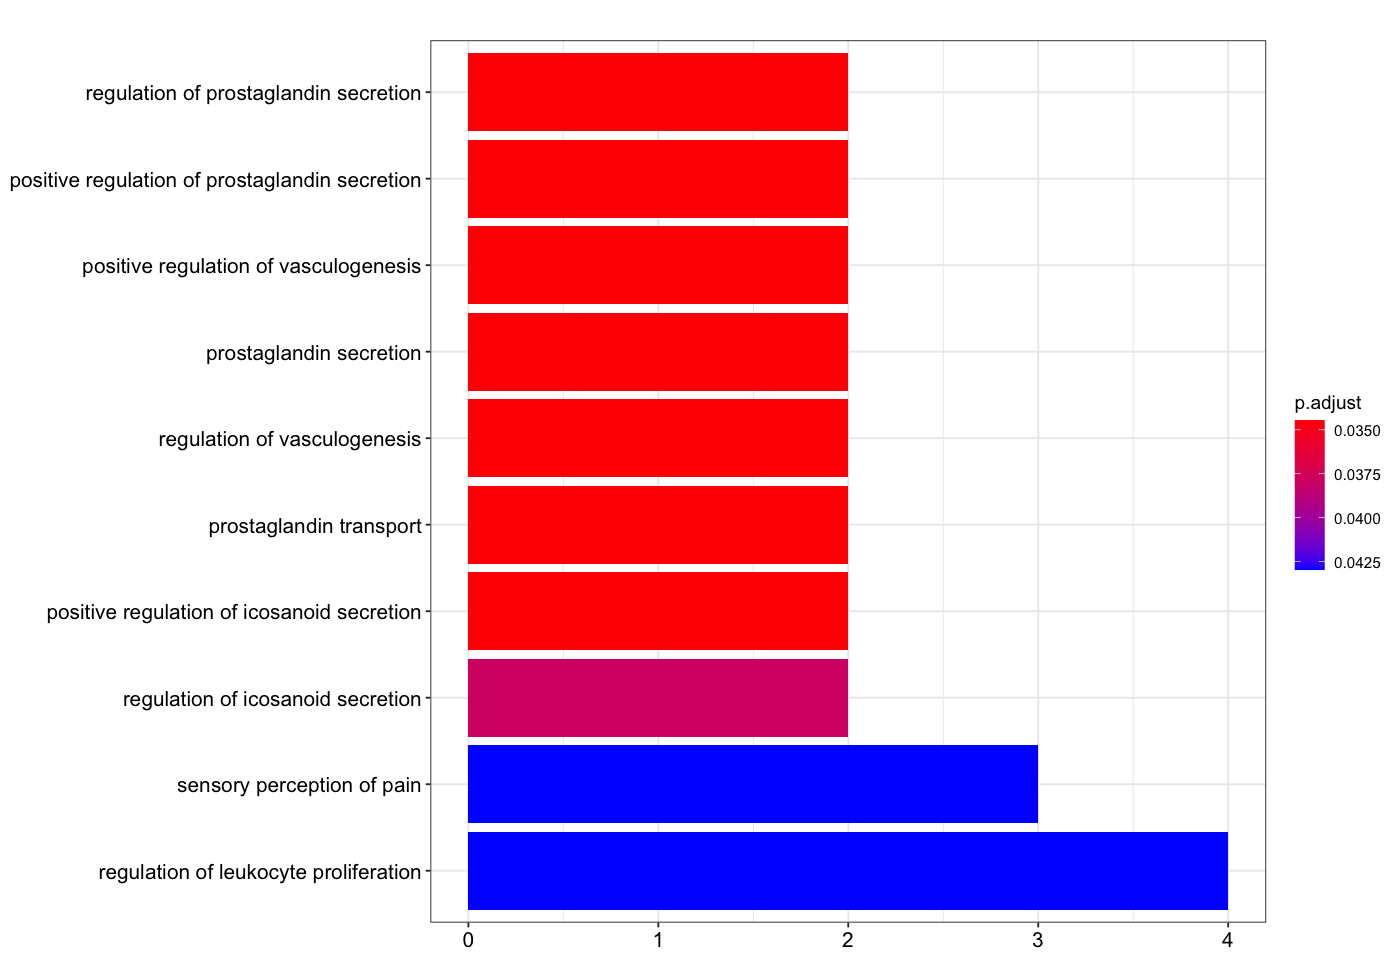 regulation of prostaglandin secretion
positive regulation of prostaglandin secretion
positive regulation of vasculogenesis
prostaglandin secretion
regulation of vasculogenesis
prostaglandin transport
positive regulation of icosanoid secretion
regulation of icosanoid secretion
sensory perception of pain
regulation of leukocyte proliferation
0 1 2 3 4
p.adjust
0.0350
0.0375
0.0400
0.0425